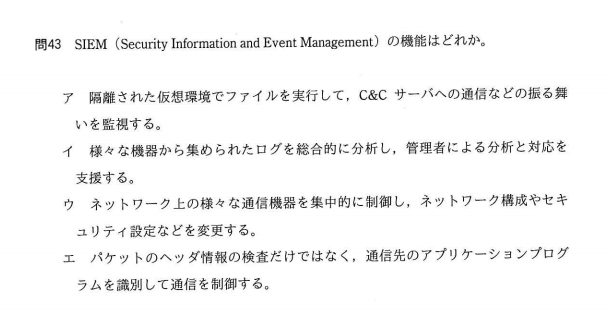 問43 SIEM（Security Information and Event Management）の機能はどれか。
ア 隔離された仮想環境でファイルを実行して，C&C サーバへの通信などの振る舞
いを監視する。
イ 様々な機器から集められたログを総合的に分析し，管理者による分析と対応を
支援する。
ウ ネットワーク上の様々な通信機器を集中的に制御し，ネットワーク構成やセキ
ュリティ設定などを変更する。
エ パケットのヘッダ情報の検査だけではなく，通信先のアプリケーションプログ
ラムを識別して通信を制御する。